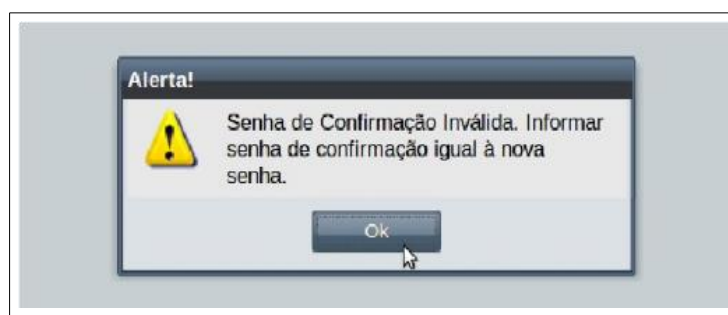 Alerta!
Senha de Confirmação Inválida. Informar
senha de confirmação igual à nova
senha.
Ok